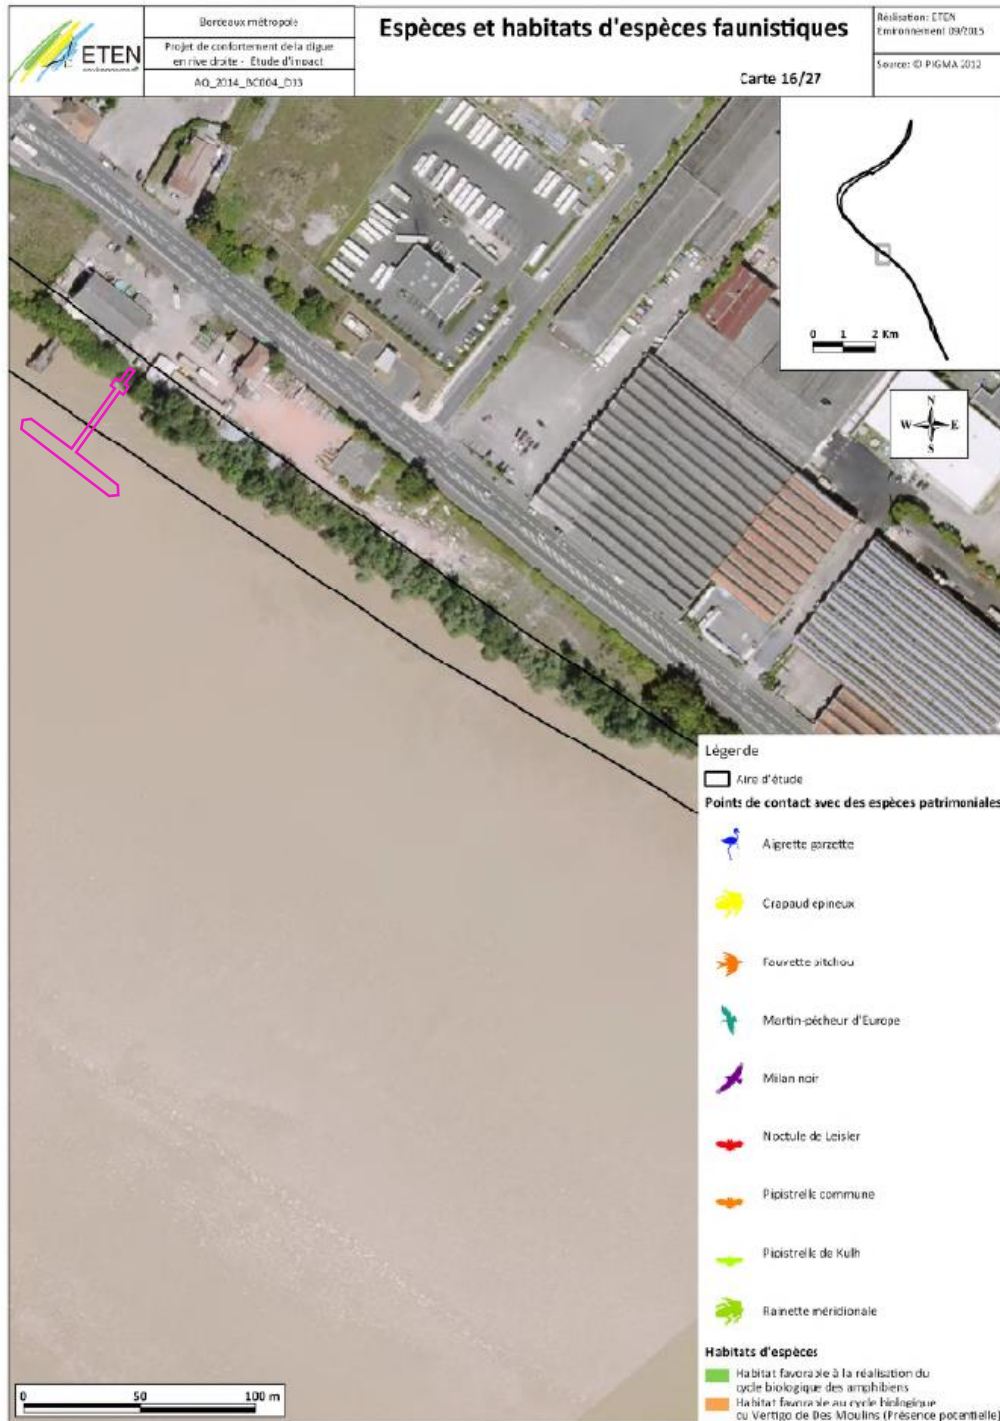 ETEN
Bordeaux métropole
Projet de confortement de la digue
en rive droite - Étude d'impact
AQ_2014_BC004_D33
Espèces et habitats d'espèces faunistiques
Carte 16/27
Réalisation: ETEN
Environnement 09/2015
Source: © PIGMA 2012
0 1 2 Km
N
W E
S
Légende
Aire d'étude
Points de contact avec des espèces patrimoniales
Aigrette garzette
Crapaud épineux
Fauvette pitchou
Martin-pêcheur d'Europe
Milan noir
Noctule de Leisler
Pipistrelle commune
Pipistrelle de Kulh
Rainette méridionale
Habitats d'espèces
Habitat favorable à la réalisation du
cycle biologique des amphibiens
Habitat favorable au cycle biologique
du Vertigo de Des Moulins (Présence potentielle)
0 50 100 m